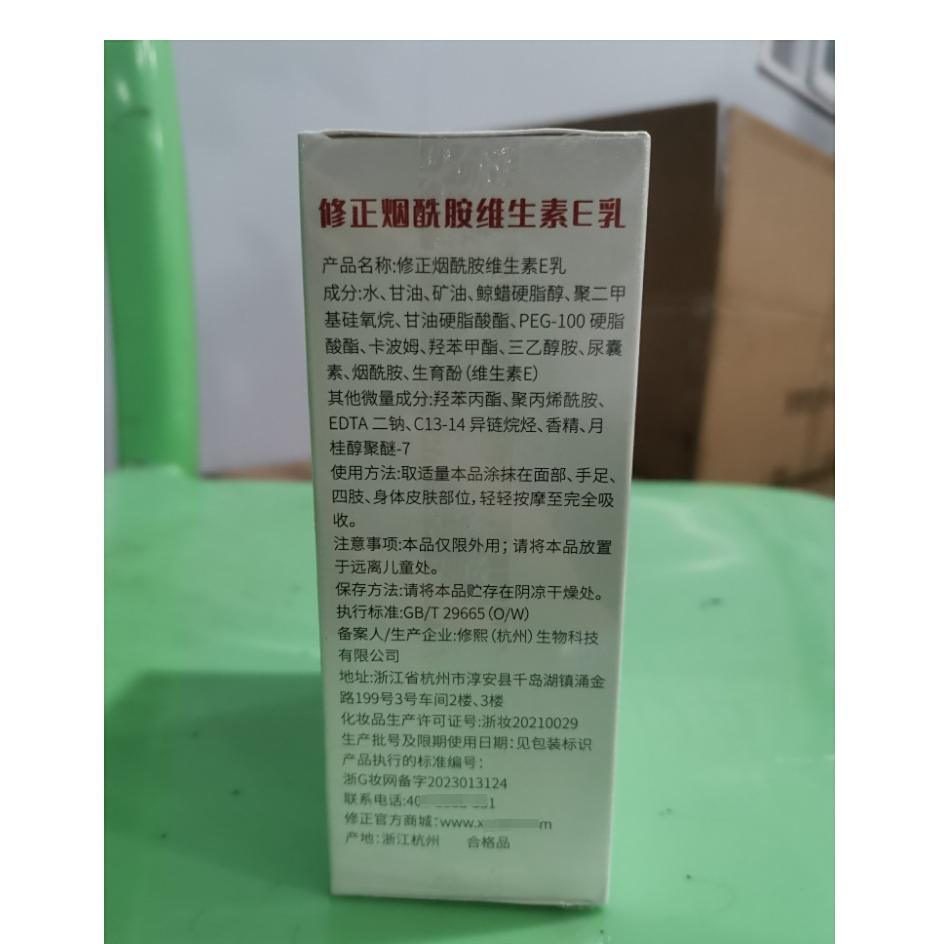 修正烟酰胺维生素E乳
产品名称:修正烟酰胺维生素E乳
成分:水、甘油、矿油、鲸蜡硬脂醇、聚二甲
基硅氧烷、甘油硬脂酸酯、PEG-100 硬脂
酸酯、卡波姆、羟苯甲酯、三乙醇胺、尿囊
素、烟酰胺、生育酚(维生素E)
其他微量成分:羟苯丙酯、聚丙烯酰胺、
EDTA 二钠、C13-14 异链烷烃、香精、月
桂醇聚醚-7
使用方法:取适量本品涂抹在面部、手足、
四肢、身体皮肤部位,轻轻按摩至完全吸
收。
注意事项:本品仅限外用;请将本品放置
于远离儿童处。
保存方法:请将本品贮存在阴凉干燥处。
执行标准:GB/T 29665(O/W)
备案人/生产企业:修熙(杭州)生物科技
有限公司
地址:浙江省杭州市淳安县千岛湖镇涌金
路199号3号车间2楼、3楼
化妆品生产许可证号:浙妆20210029
生产批号及限期使用日期:见包装标识
产品执行的标准编号:
浙G妆网备字2023013124
联系电话:40 1
修正官方商城:www.x m
产地:浙江杭州 合格品